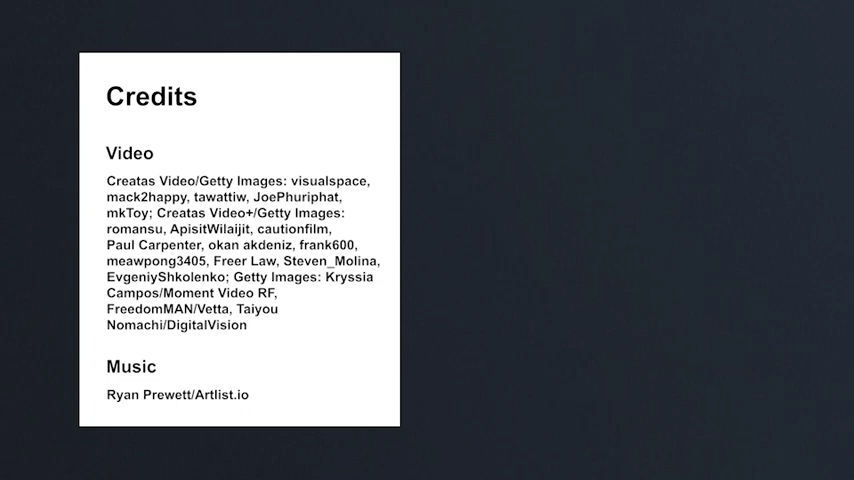 Credits
Video
Creatas Video/Getty Images: visualspace,
mack2happy, tawattiw, JoePhuriphat,
mkToy; Creatas Video+/Getty Images:
romansu, ApisitWilaijit, cautionfilm,
Paul Carpenter, okan akdeniz, frank600,
meawpong3405, Freer Law, Steven_Molina,
EvgeniyShkolenko; Getty Images: Kryssia
Campos/Moment Video RF,
FreedomMAN/Vetta, Taiyou
Nomachi/DigitalVision
Music
Ryan Prewett/Artlist.io